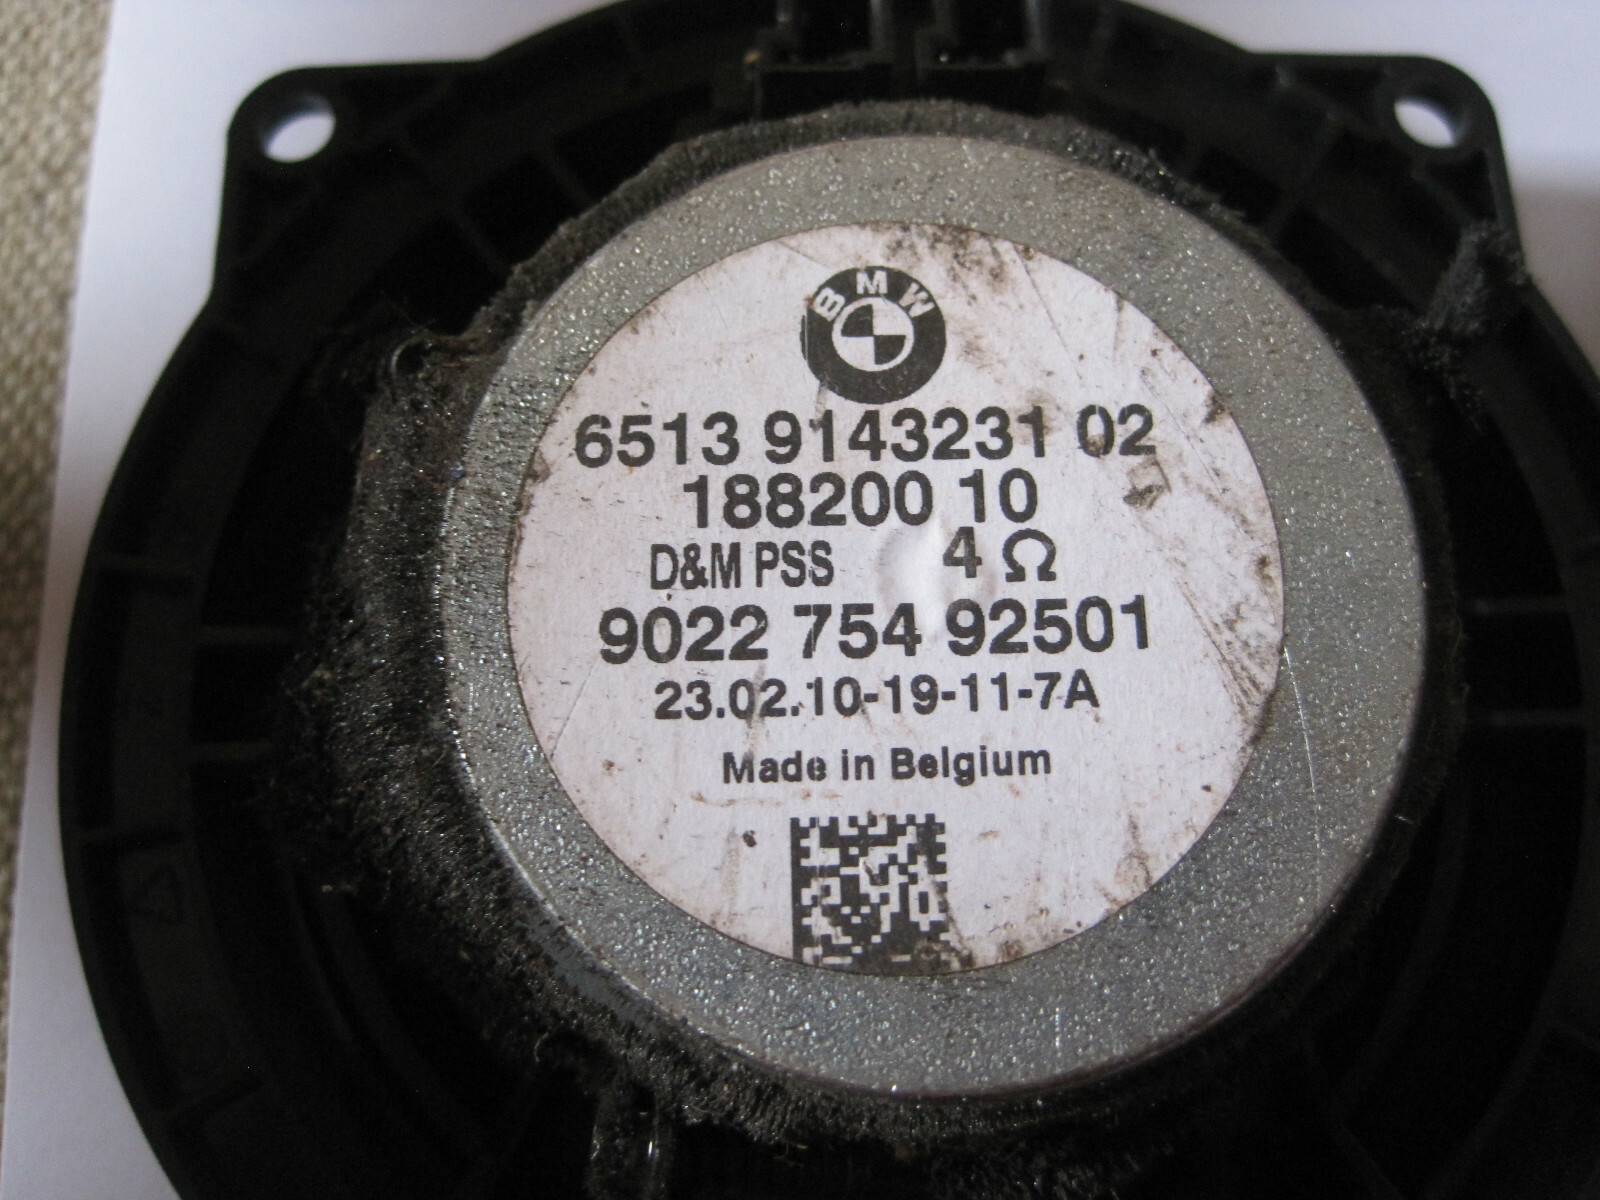 BMW
6513 9143231 02
188200 10
D&M PSS 4 Ω
9022 754 92501
23.02.10-19-11-7A
Made in Belgium